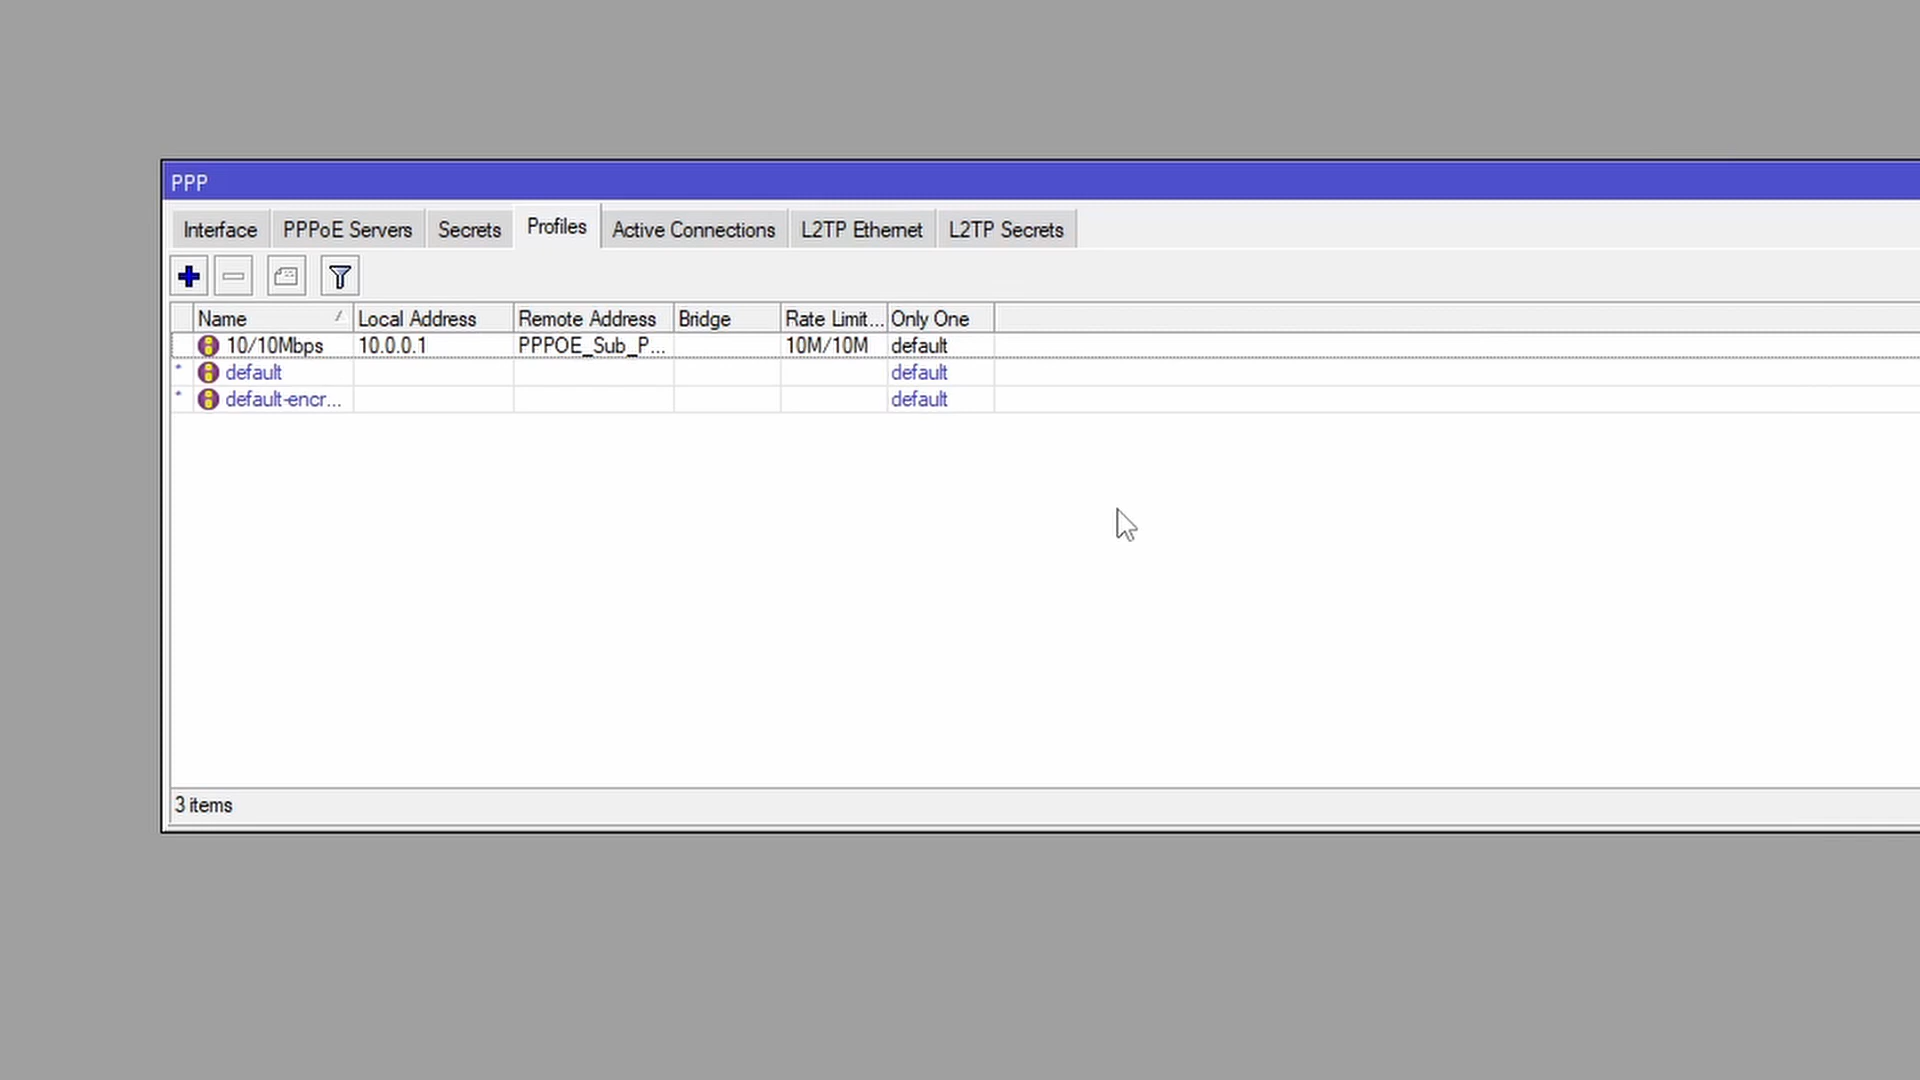 PPP
Interface PPPoE Servers Secrets Profiles Active Connections L2TP Ethernet L2TP Secrets
Name Local Address Remote Address Bridge Rate Limit... Only One
10/10Mbps 10.0.0.1 PPPOE_Sub_P... 10M/10M default
* default default
* default-encr... default
3 items